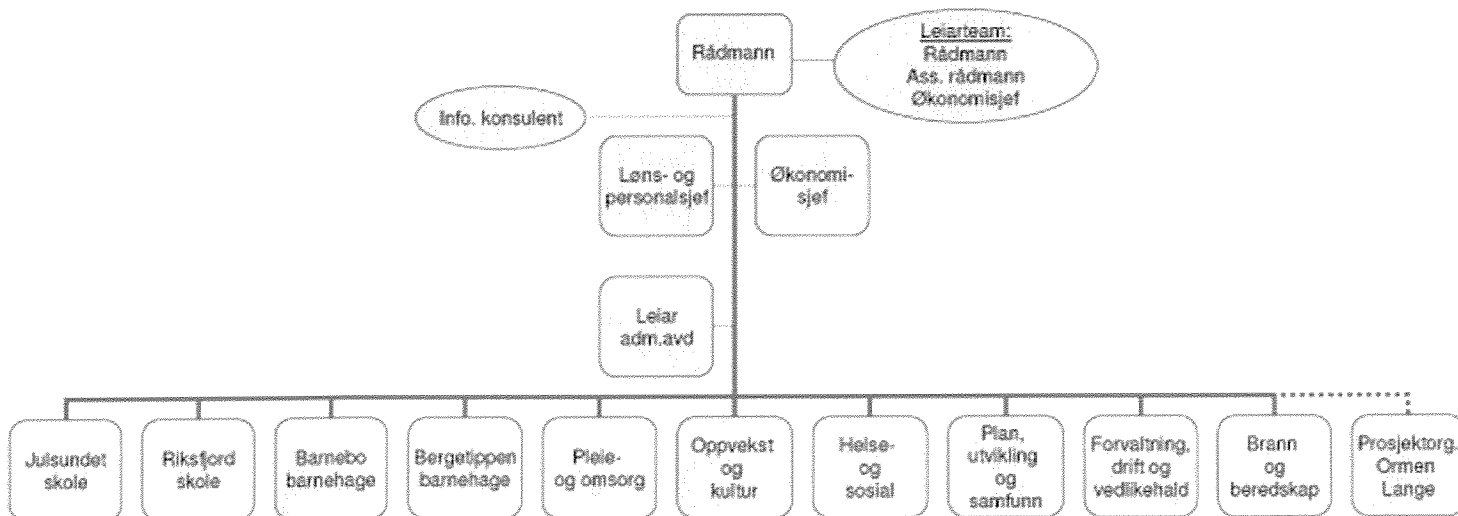 Rådmann
Leiarteam:
Rådmann
Ass. rådmann
Økonomisjef
Info. konsulent
Løns- og
personalsjef
Økonomi-
sjef
Leiar
adm.avd
Julsundet
skole
Riksfjord
skole
Barnebo
barnehage
Bergetippen
barnehage
Pleie-
og omsorg
Oppvekst
og
kultur
Helse-
og
sosial
Plan,
utvikling
og
samfunn
Forvaltning,
drift og
vedlikehald
Brann
og
beredskap
Prosjektorg.
Ormen
Lange